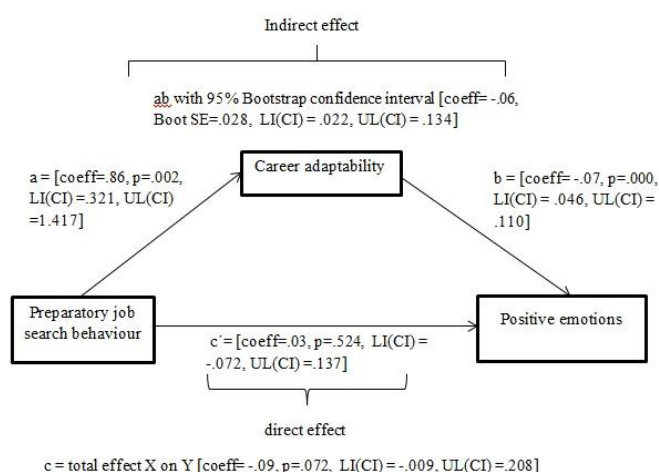 Indirect effect
ab with 95% Bootstrap confidence interval [coeff= -.06,
Boot SE=.028, LI(CI) = .022, UL(CI) = .134]
a = [coeff=.86, p=.002,
LI(CI) =.321, UL(CI)
=1.417]
Career adaptability
b = [coeff= -.07, p=.000,
LI(CI) = .046, UL(CI) =
.110]
Preparatory job
search behaviour
Positive emotions
c´= [coeff=.03, p=.524, LI(CI) =
-.072, UL(CI) =.137]
direct effect
c = total effect X on Y [coeff= -.09, p=.072, LI(CI) = -.009, UL(CI) =.208]